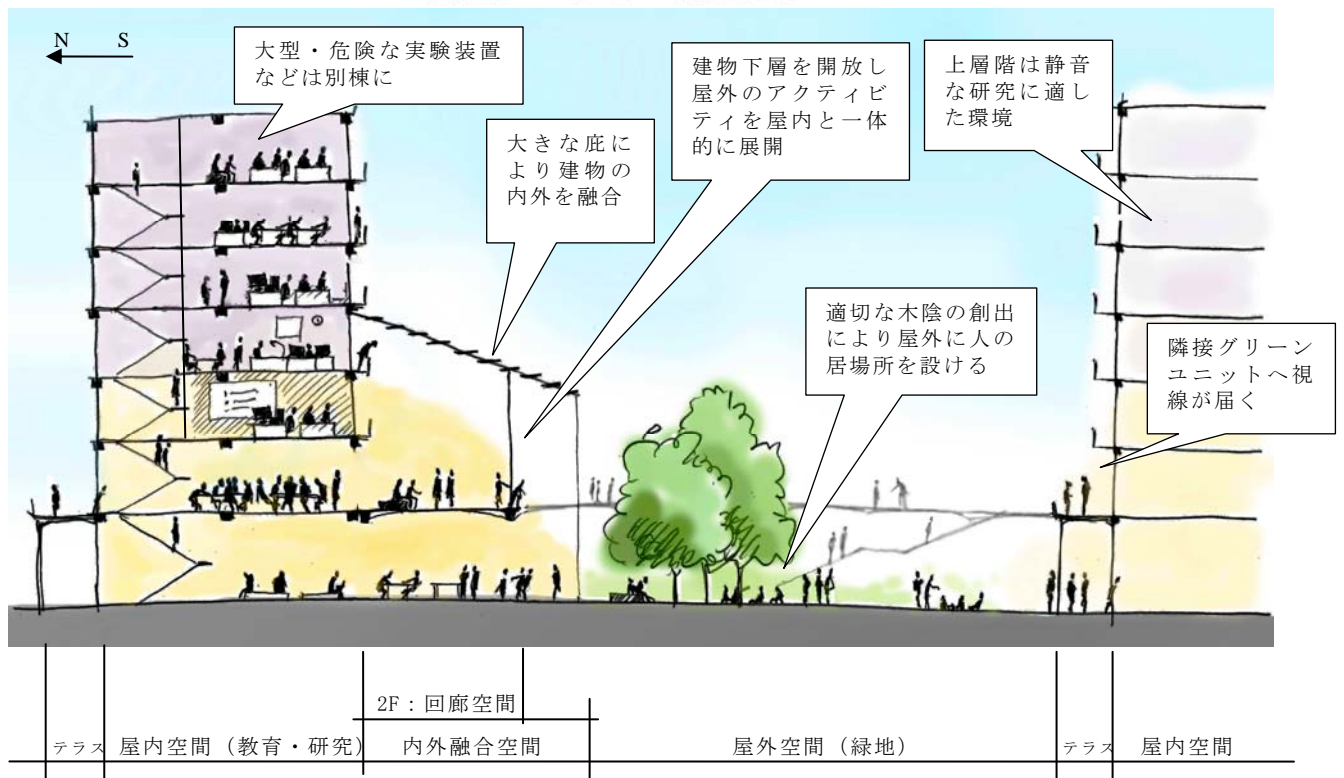 N S
大型・危険な実験装置
などは別棟に
大きな庇に
より建物の
内外を融合
建物下層を開放し
屋外のアクティビ
ティを屋内と一体
的に展開
上層階は静音
な研究に適し
た環境
適切な木陰の創出
により屋外に人の
居場所を設ける
隣接グリーン
ユニットへ視
線が届く
2F：回廊空間
テラス 屋内空間（教育・研究） 内外融合空間 屋外空間（緑地） テラス 屋内空間